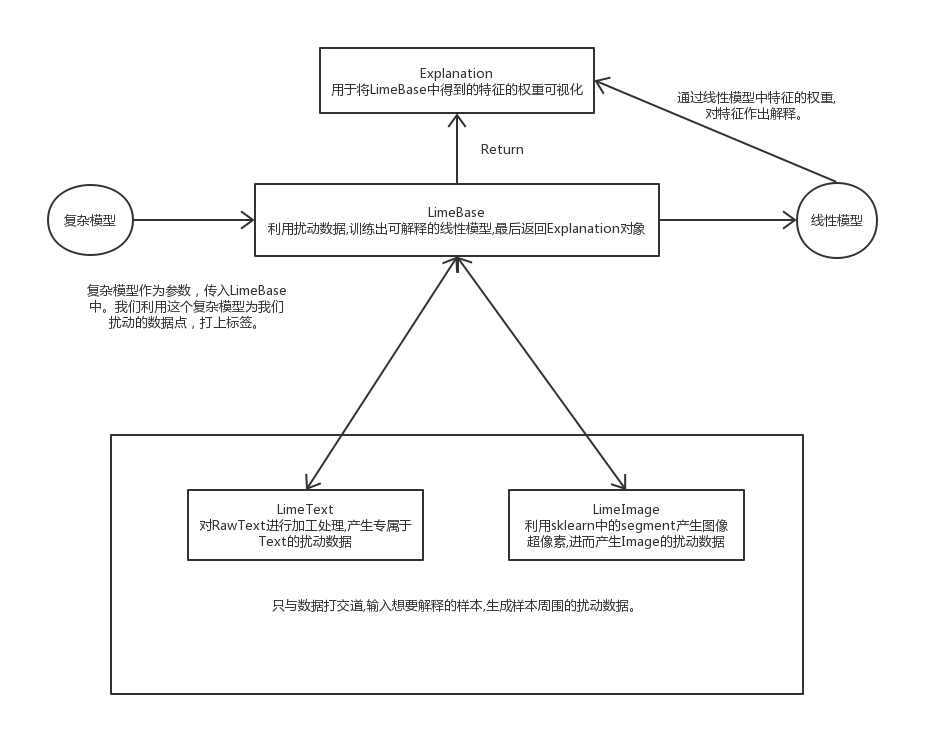 Explanation
用于将LimeBase中得到的特征的权重可视化
通过线性模型中特征的权重,
对特征作出解释。
Return
复杂模型
LimeBase
利用扰动数据,训练出可解释的线性模型,最后返回Explanation对象
线性模型
复杂模型作为参数，传入LimeBase
中。我们利用这个复杂模型为我们
扰动的数据点，打上标签。
LimeText
对RawText进行加工处理,产生专属于
Text的扰动数据
LimeImage
利用sklearn中的segment产生图像
超像素,进而产生Image的扰动数据
只与数据打交道,输入想要解释的样本,生成样本周围的扰动数据。